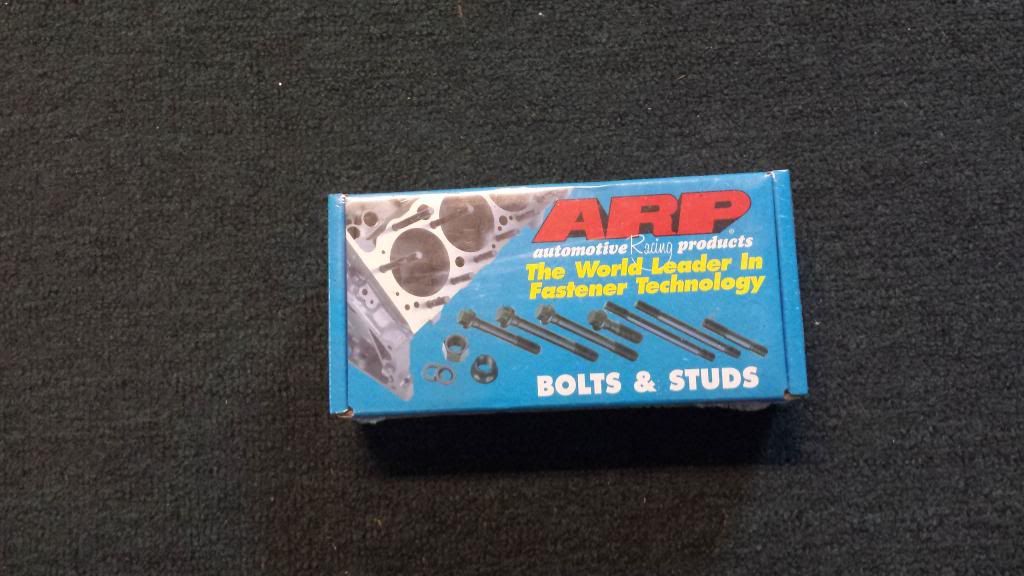 ARP®
automotive Racing products
The World Leader In
Fastener Technology
BOLTS & STUDS